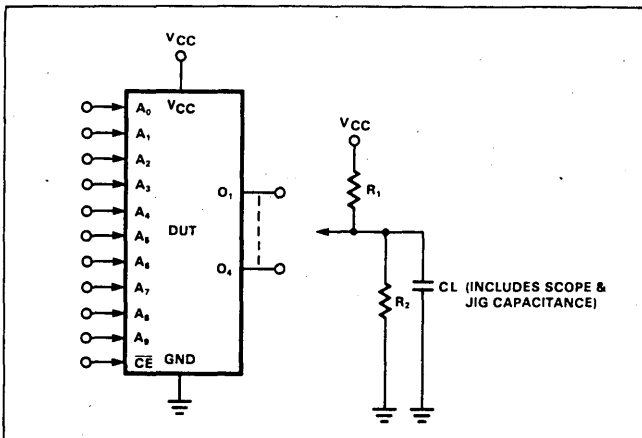 VCC
VCC
A0
A1
A2
A3
A4
A5
A6
A7
A8
A9
CE
GND
DUT
O1
O4
VCC
R1
R2
CL (INCLUDES SCOPE &
JIG CAPACITANCE)